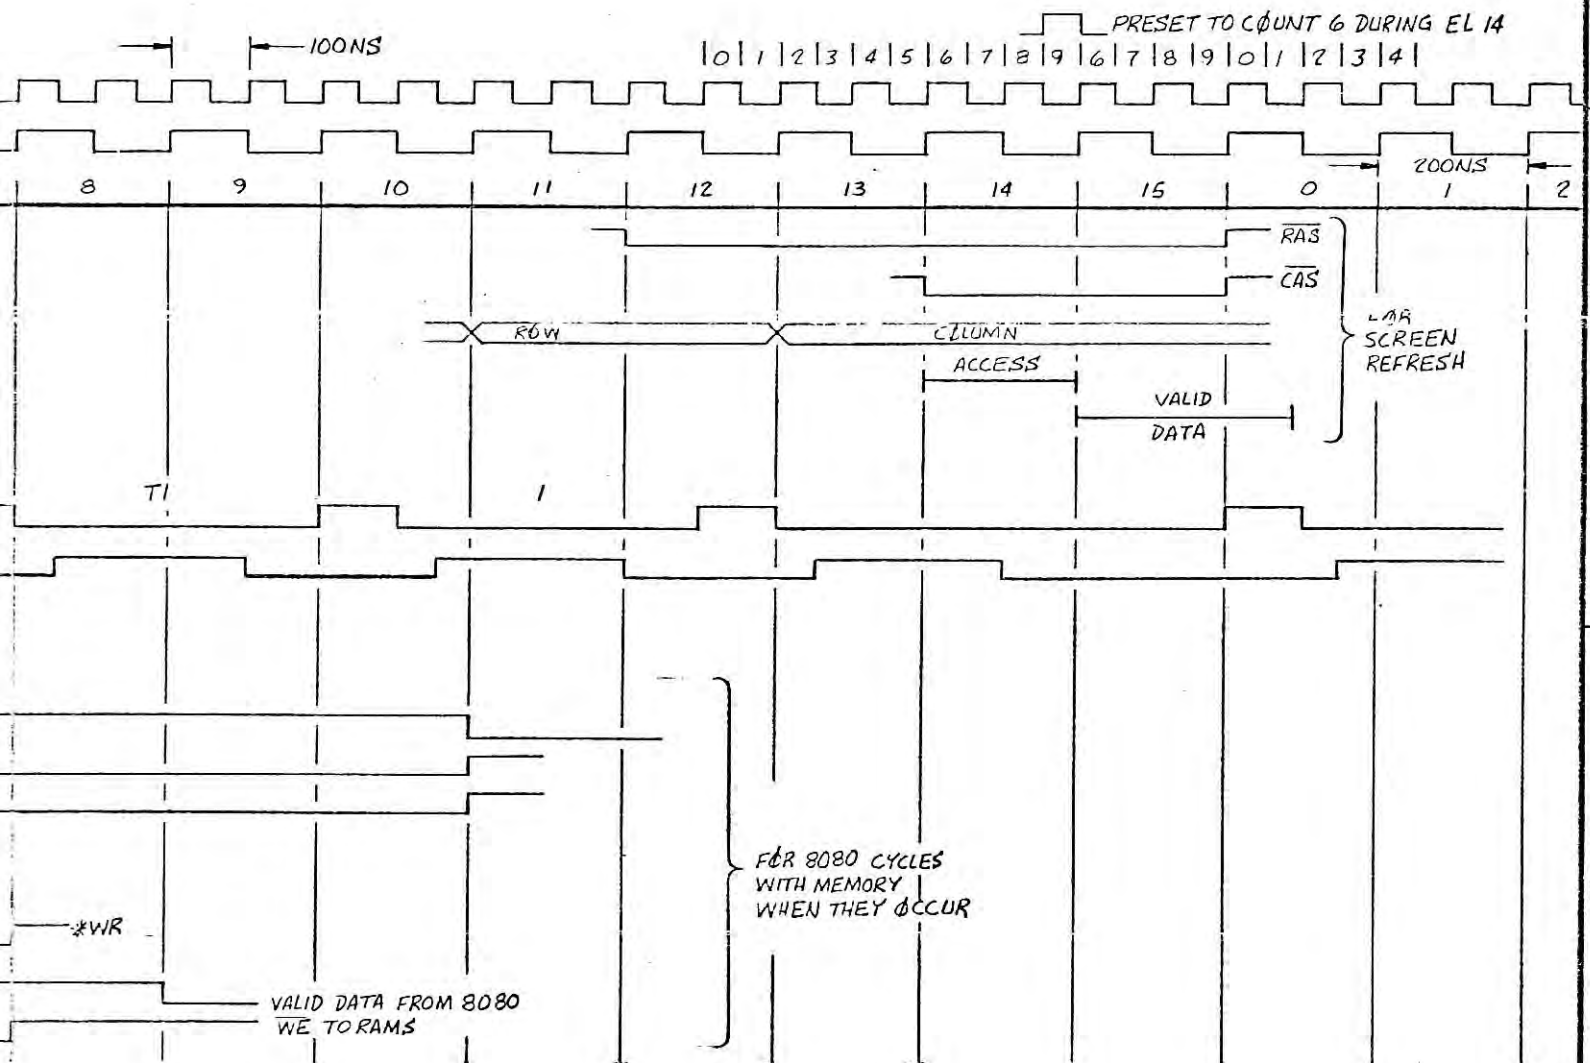 PRESET TO CØUNT 6 DURING EL 14
100NS
|0|1|2|3|4|5|6|7|8|9|6|7|8|9|0|1|2|3|4|
200NS
8 9 10 11 12 13 14 15 0 1 2
RAS
CAS
ROW
COLUMN
SCREEN
REFRESH
ACCESS
VALID
DATA
T1
1
FØR 8080 CYCLES
WITH MEMORY
WHEN THEY ØCCUR
*WR
VALID DATA FROM 8080
WE TO RAMS